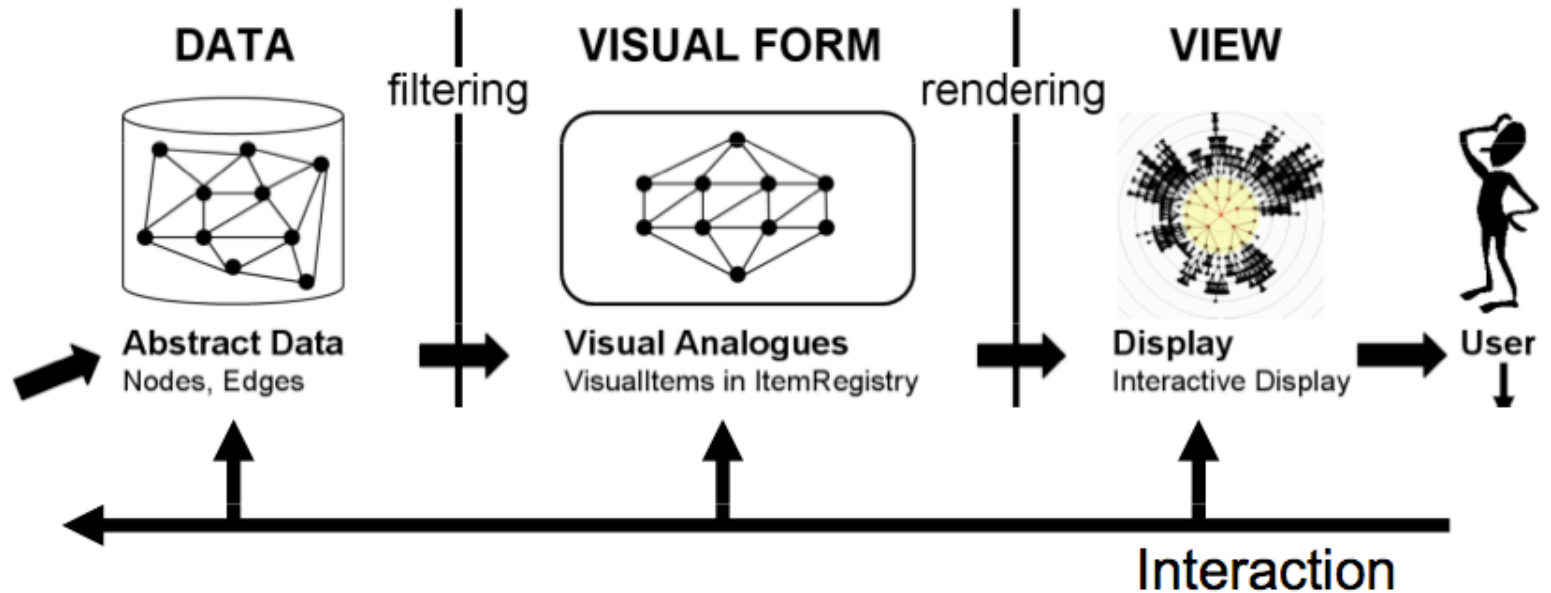 DATA
VISUAL FORM
VIEW
filtering
rendering
Abstract Data
Nodes, Edges
Visual Analogues
VisualItems in ItemRegistry
Display
Interactive Display
User
Interaction